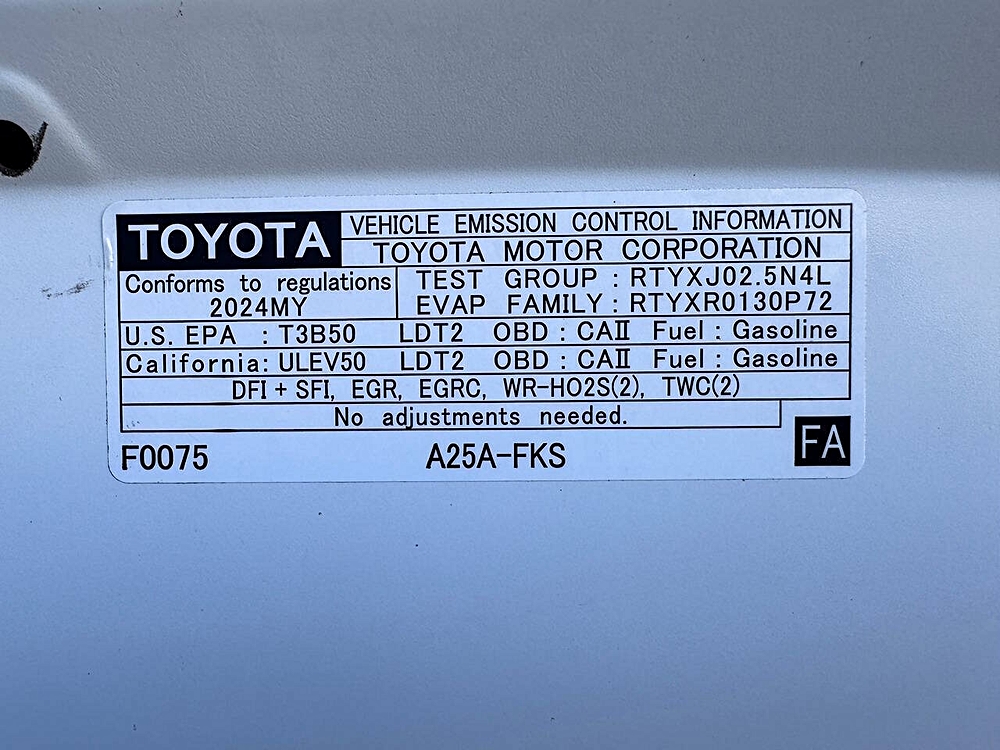 TOYOTA
VEHICLE EMISSION CONTROL INFORMATION
TOYOTA MOTOR CORPORATION
Conforms to regulations
2024MY
TEST GROUP : RTYXJ02.5N4L
EVAP FAMILY : RTYXR0130P72
U.S. EPA : T3B50 LDT2 OBD : CAⅡ Fuel : Gasoline
California: ULEV50 LDT2 OBD : CAⅡ Fuel : Gasoline
DFI + SFI, EGR, EGRC, WR-HO2S(2), TWC(2)
No adjustments needed.
F0075 A25A-FKS FA